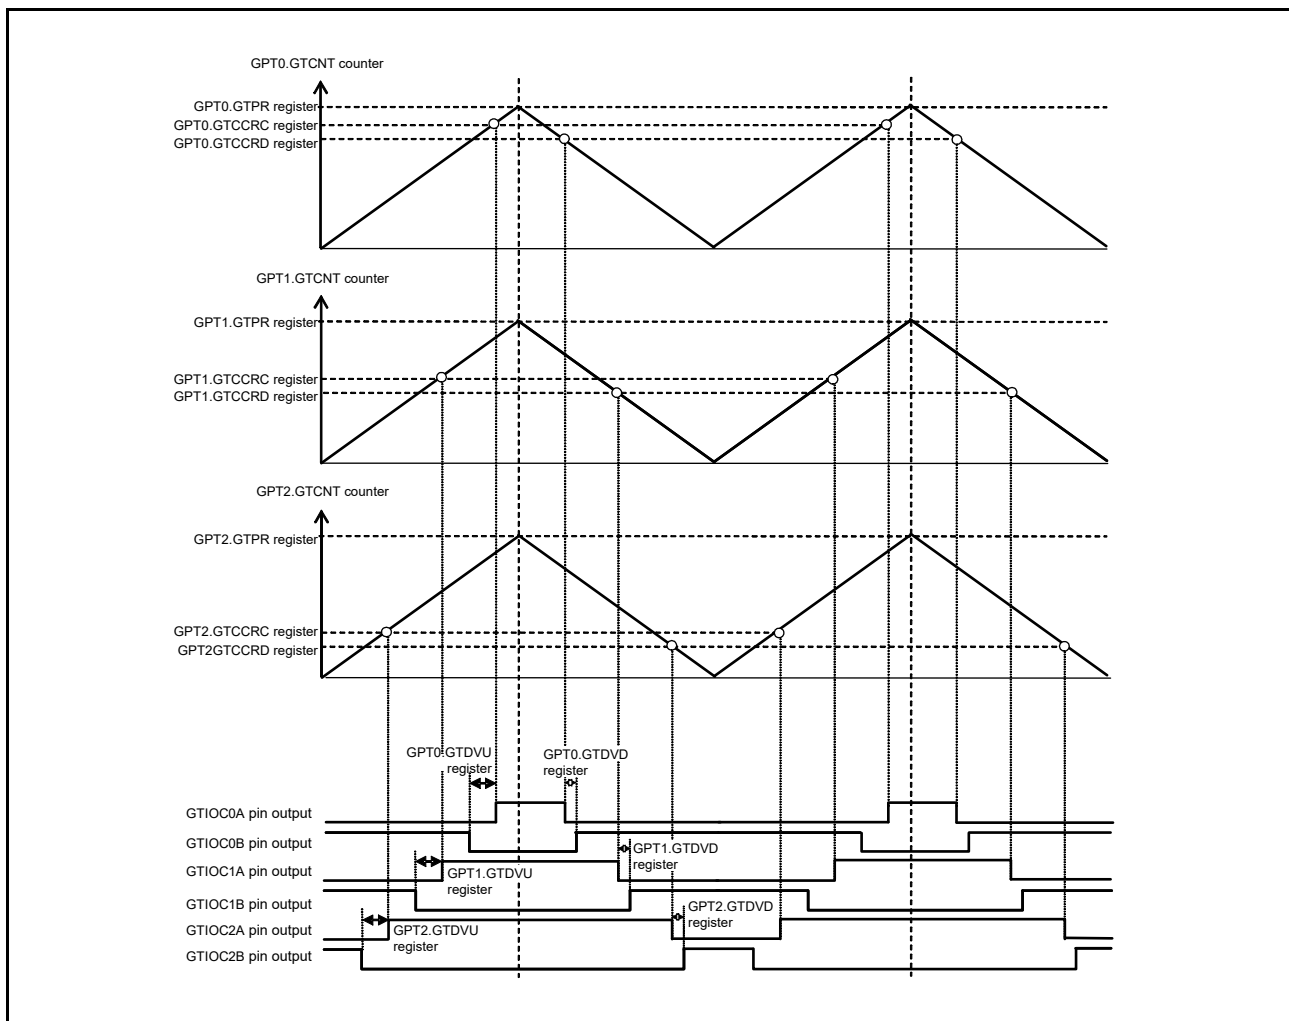 GPT0.GTCNT counter
GPT0.GTPR register
GPT0.GTCCRC register
GPT0.GTCCRD register
GPT1.GTCNT counter
GPT1.GTPR register
GPT1.GTCCRC register
GPT1.GTCCRD register
GPT2.GTCNT counter
GPT2.GTPR register
GPT2.GTCCRC register
GPT2GTCCRD register
GPT0.GTDVU
register
GPT0.GTDVD
register
GTIOC0A pin output
GTIOC0B pin output
GPT1.GTDVD
register
GTIOC1A pin output
GPT1.GTDVU
register
GTIOC1B pin output
GPT2.GTDVD
register
GTIOC2A pin output
GPT2.GTDVU
register
GTIOC2B pin output